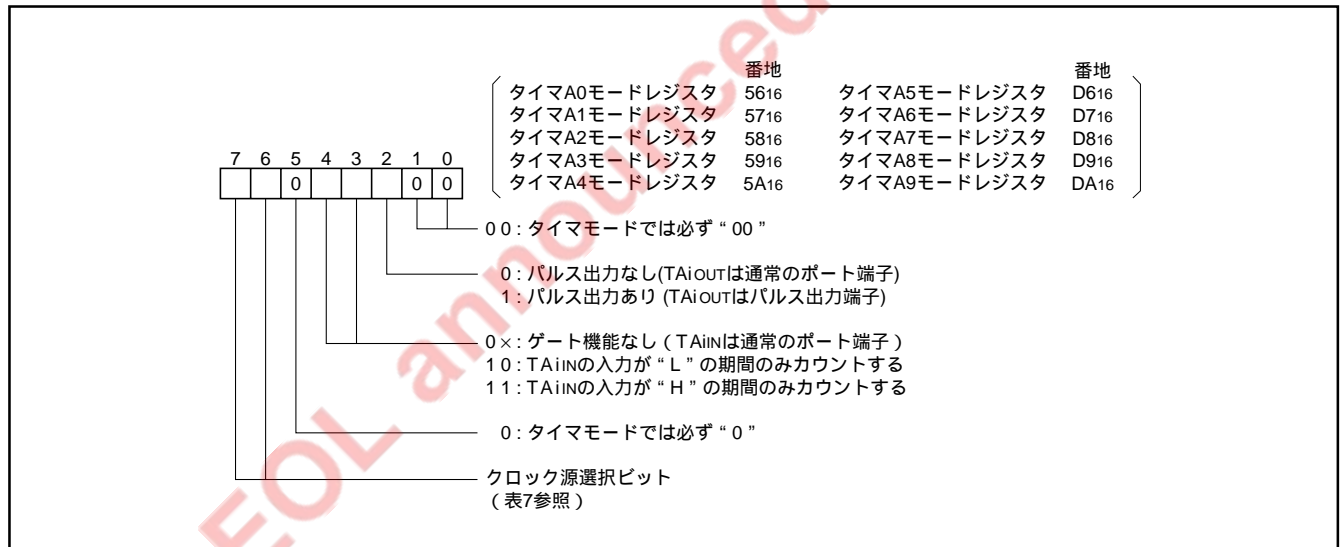 番地 番地
タイマA0モードレジスタ 5616 タイマA5モードレジスタ D616
タイマA1モードレジスタ 5716 タイマA6モードレジスタ D716
タイマA2モードレジスタ 5816 タイマA7モードレジスタ D816
タイマA3モードレジスタ 5916 タイマA8モードレジスタ D916
タイマA4モードレジスタ 5A16 タイマA9モードレジスタ DA16
7 6 5 4 3 2 1 0
0 0 0
0 0 : タイマモードでは必ず“ 00 ”
0 : パルス出力なし(TAiOUTは通常のポート端子)
1 : パルス出力あり (TAiOUTはパルス出力端子)
0 × : ゲート機能なし ( TAiINは通常のポート端子 )
1 0 : TAiINの入力が“ L ”の期間のみカウントする
1 1 : TAiINの入力が“ H ”の期間のみカウントする
0 : タイマモードでは必ず“ 0 ”
クロック源選択ビット
( 表7参照 )
EOL announced